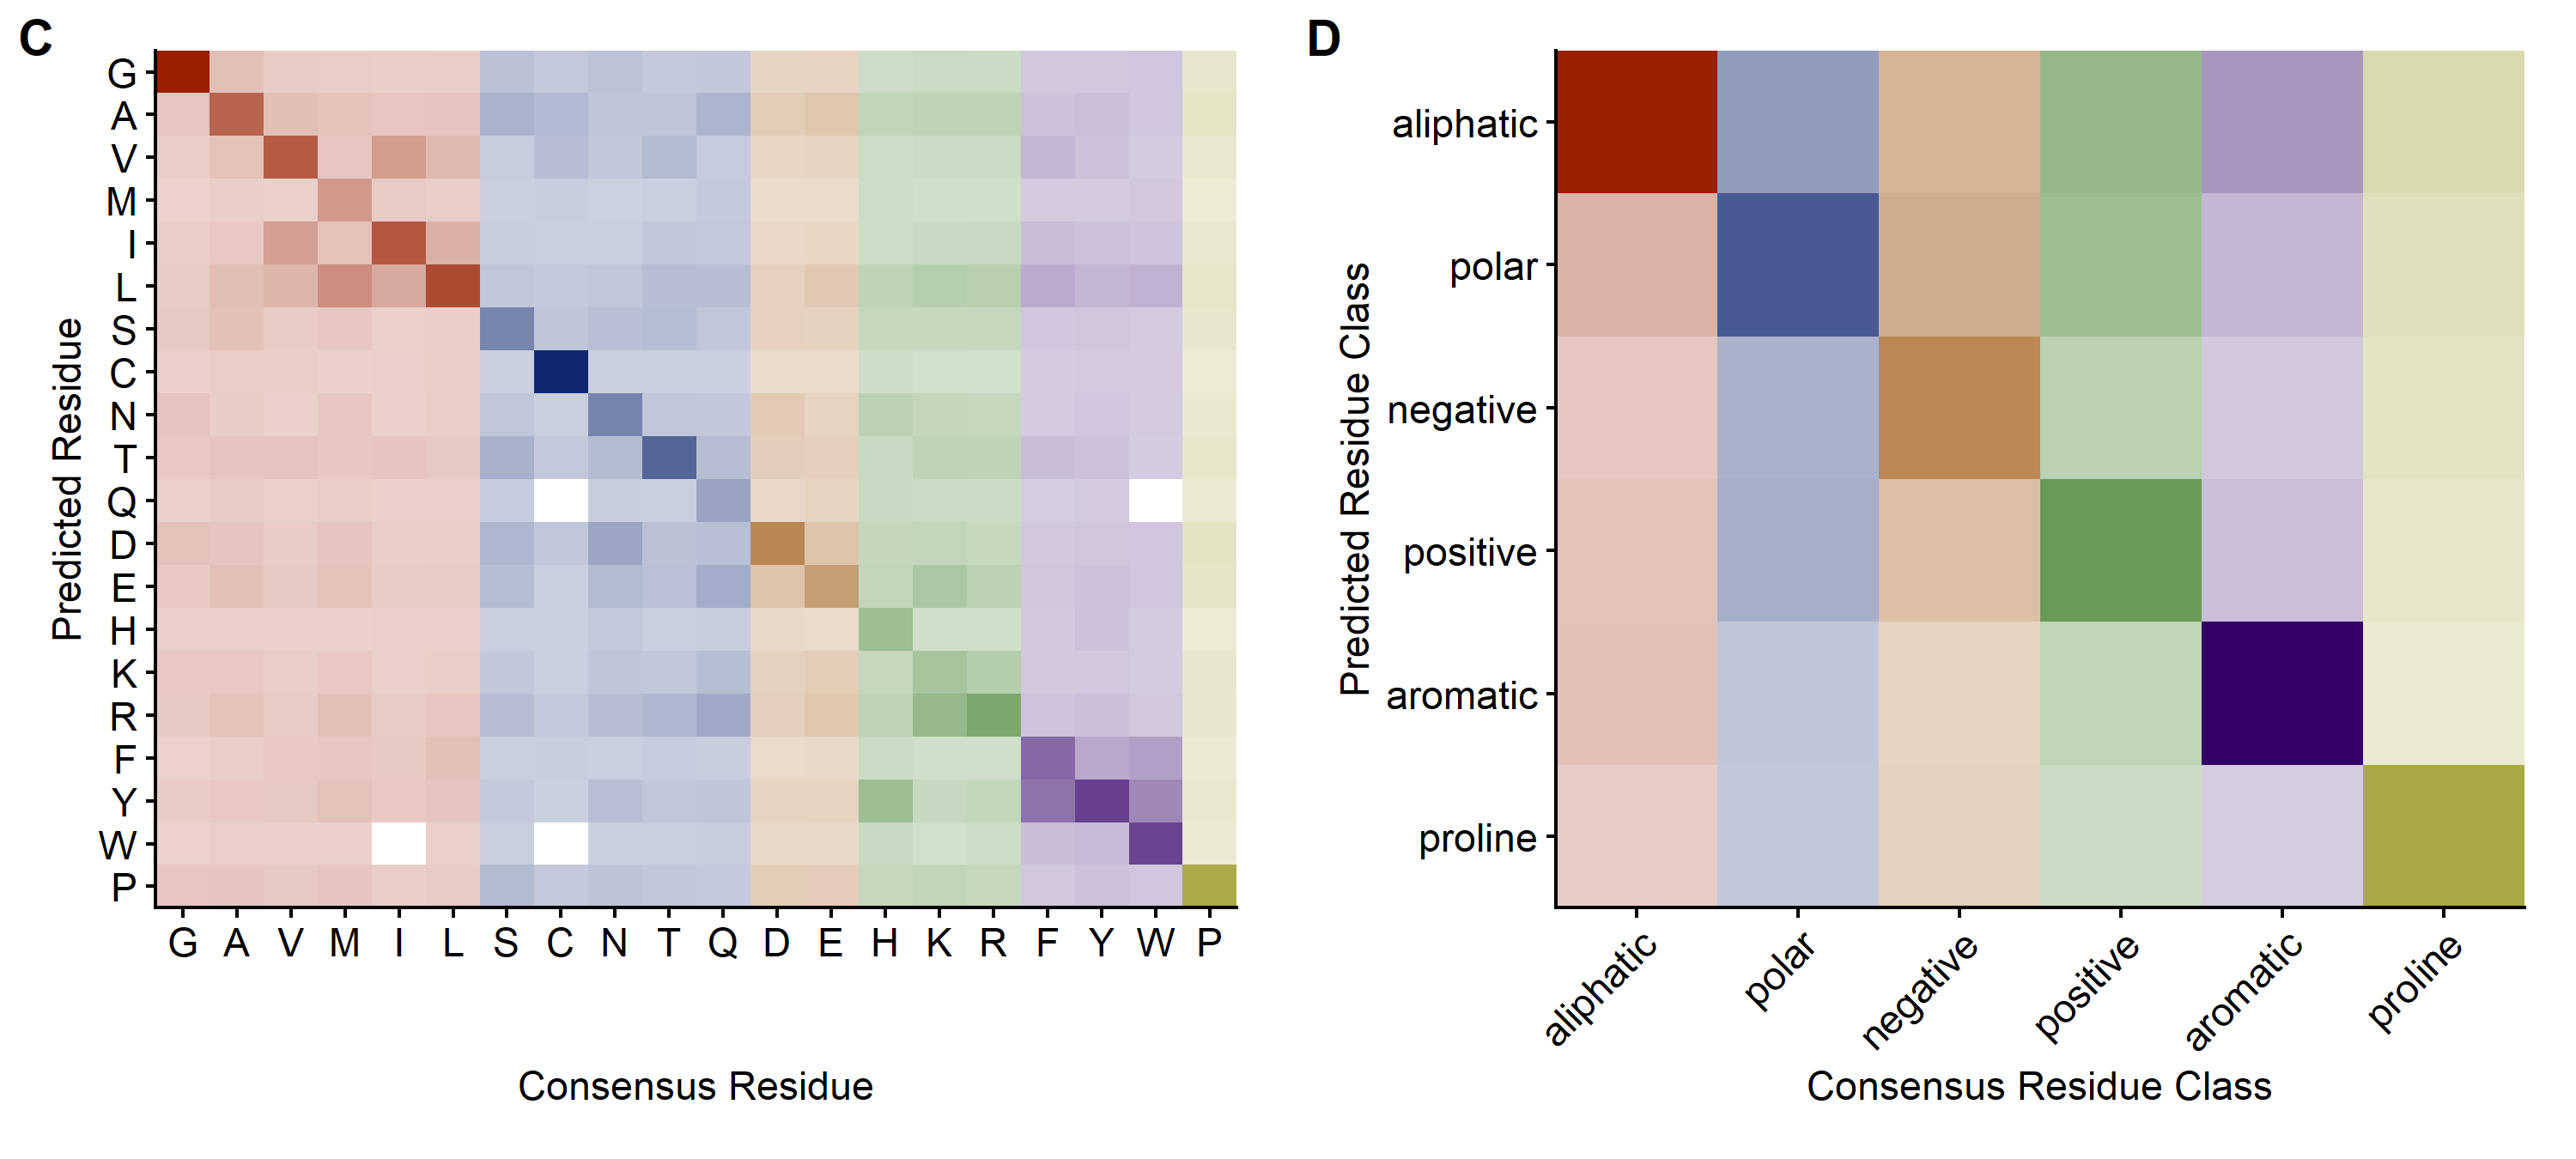 C
Predicted Residue
G
A
V
M
I
L
S
C
N
T
Q
D
E
H
K
R
F
Y
W
P
G A V M I L S C N T Q D E H K R F Y W P
Consensus Residue
D
Predicted Residue Class
aliphatic
polar
negative
positive
aromatic
proline
aliphatic polar negative positive aromatic proline
Consensus Residue Class